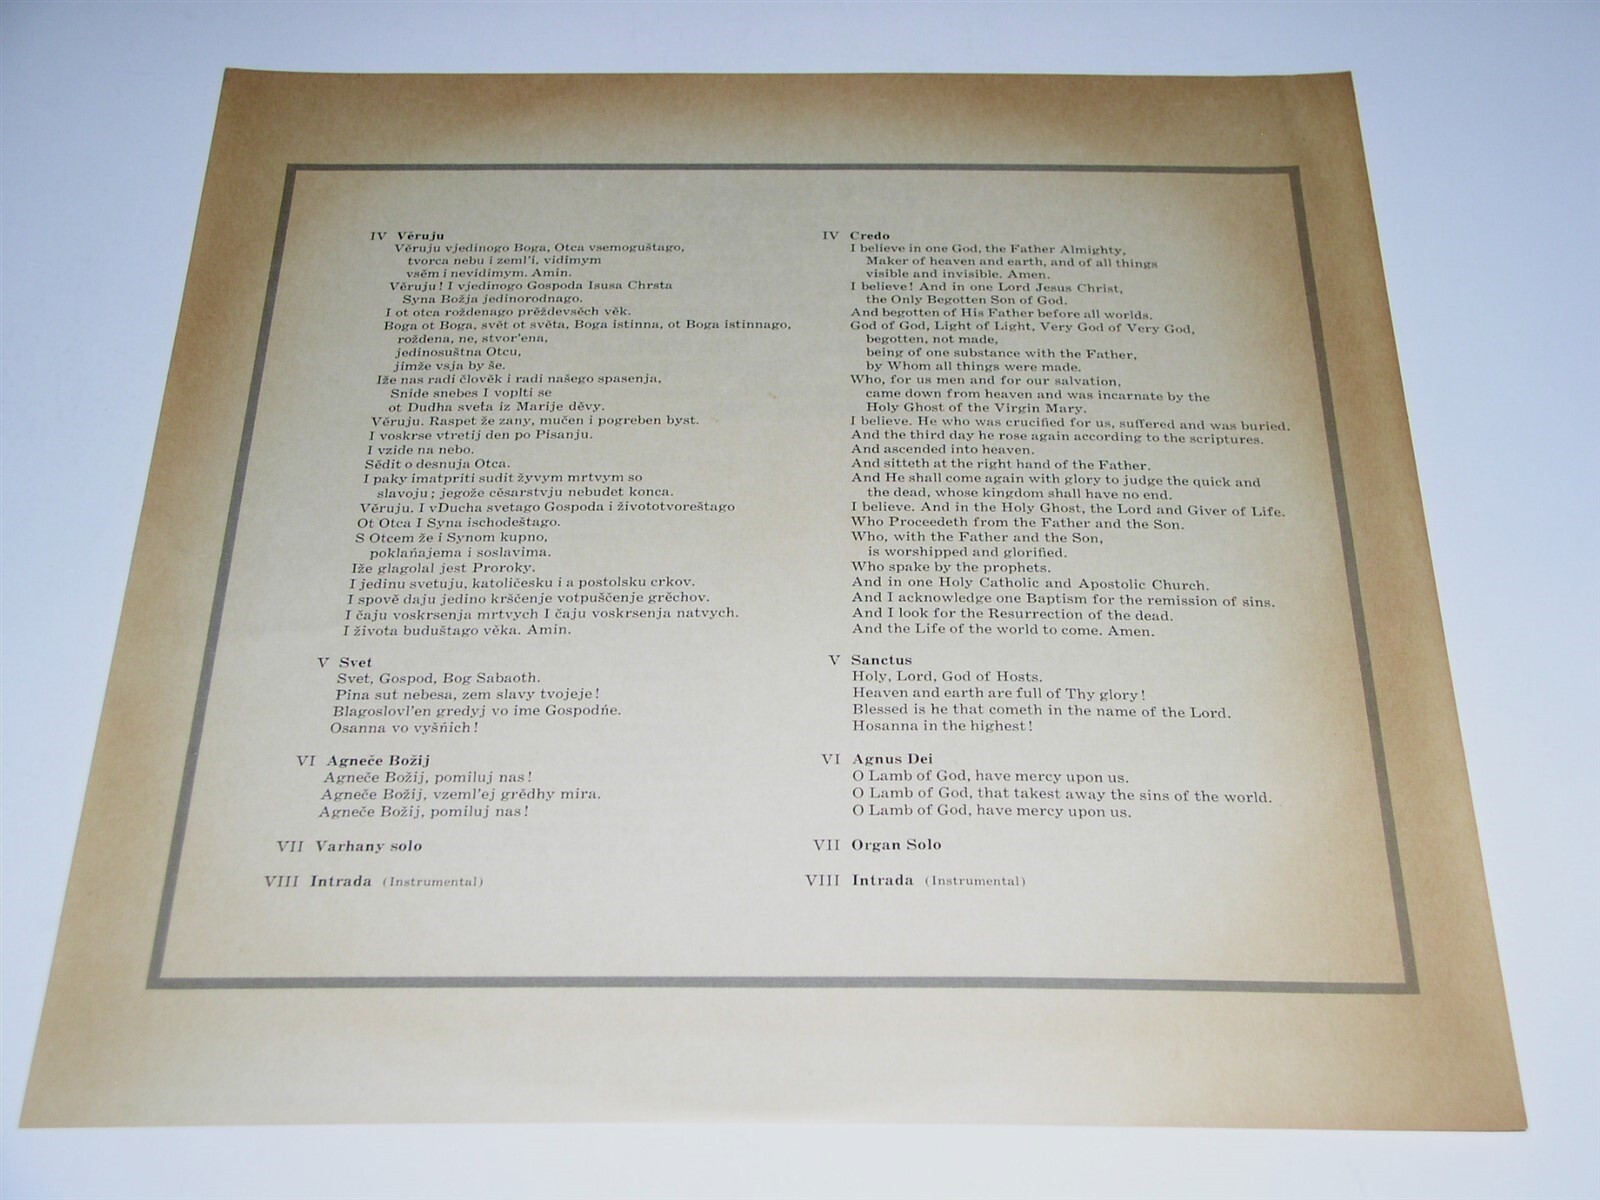 IV Věruju
Věruju vjedinogo Boga, Otca vsemoguštago,
tvorca nebu i zeml'i, vidimym
vsěm i nevidimym. Amin.
Věruju! I vjedinogo Gospoda Isusa Chrsta
Syna Božja jedinorodnago.
I ot otca roždenago prěždevsěch věk.
Boga ot Boga, svět ot světa, Boga istinna, ot Boga istinnago,
roždena, ne, stvor'ena,
jedinosuštna Otcu,
jimže vsja by še.
Iže nas radi člověk i radi našego spasenja,
Snide snebes I voplti se
ot Dudha sveta iz Marije děvy.
Věruju. Raspet že zany, mučen i pogreben byst.
I voskrse vtretij den po Pisanju.
I vzide na nebo.
Sědit o desnuja Otca.
I paky imatpriti sudit žyvym mrtvym so
slavoju; jegože cěsarstvju nebudet konca.
Věruju. I vDucha svetago Gospoda i životvoreštago
Ot Otca I Syna ischodeštago.
S Otcem že i Synom kupno,
poklańajema i soslavima.
Iže glagolal jest Proroky.
I jedinu svetuju, katoličesku i a postolsku crkov.
I spově daju jedino krščenje votpuščenje grěchov.
I čaju voskrsenja mrtvych I čaju voskrsenja natvych.
I života buduštago věka. Amin.
V Svet
Svet, Gospod, Bog Sabaoth.
Pina sut nebesa, zem slavy tvojeje!
Blagoslovl'en gredyj vo ime Gospodńe.
Osanna vo vyšńich!
VI Agneče Božij
Agneče Božij, pomiluj nas!
Agneče Božij, vzeml'ej grědhy mira.
Agneče Božij, pomiluj nas!
VII Varhany solo
VIII Intrada (Instrumental)
IV Credo
I believe in one God, the Father Almighty,
Maker of heaven and earth, and of all things
visible and invisible. Amen.
I believe! And in one Lord Jesus Christ,
the Only Begotten Son of God.
And begotten of His Father before all worlds.
God of God, Light of Light, Very God of Very God,
begotten, not made,
being of one substance with the Father,
by Whom all things were made.
Who, for us men and for our salvation,
came down from heaven and was incarnate by the
Holy Ghost of the Virgin Mary.
I believe. He who was crucified for us, suffered and was buried.
And the third day he rose again according to the scriptures.
And ascended into heaven.
And sitteth at the right hand of the Father.
And He shall come again with glory to judge the quick and
the dead, whose kingdom shall have no end.
I believe. And in the Holy Ghost, the Lord and Giver of Life.
Who Proceedeth from the Father and the Son.
Who, with the Father and the Son,
is worshipped and glorified.
Who spake by the prophets.
And in one Holy Catholic and Apostolic Church.
And I acknowledge one Baptism for the remission of sins.
And I look for the Resurrection of the dead.
And the Life of the world to come. Amen.
V Sanctus
Holy, Lord, God of Hosts.
Heaven and earth are full of Thy glory!
Blessed is he that cometh in the name of the Lord.
Hosanna in the highest!
VI Agnus Dei
O Lamb of God, have mercy upon us.
O Lamb of God, that takest away the sins of the world.
O Lamb of God, have mercy upon us.
VII Organ Solo
VIII Intrada (Instrumental)